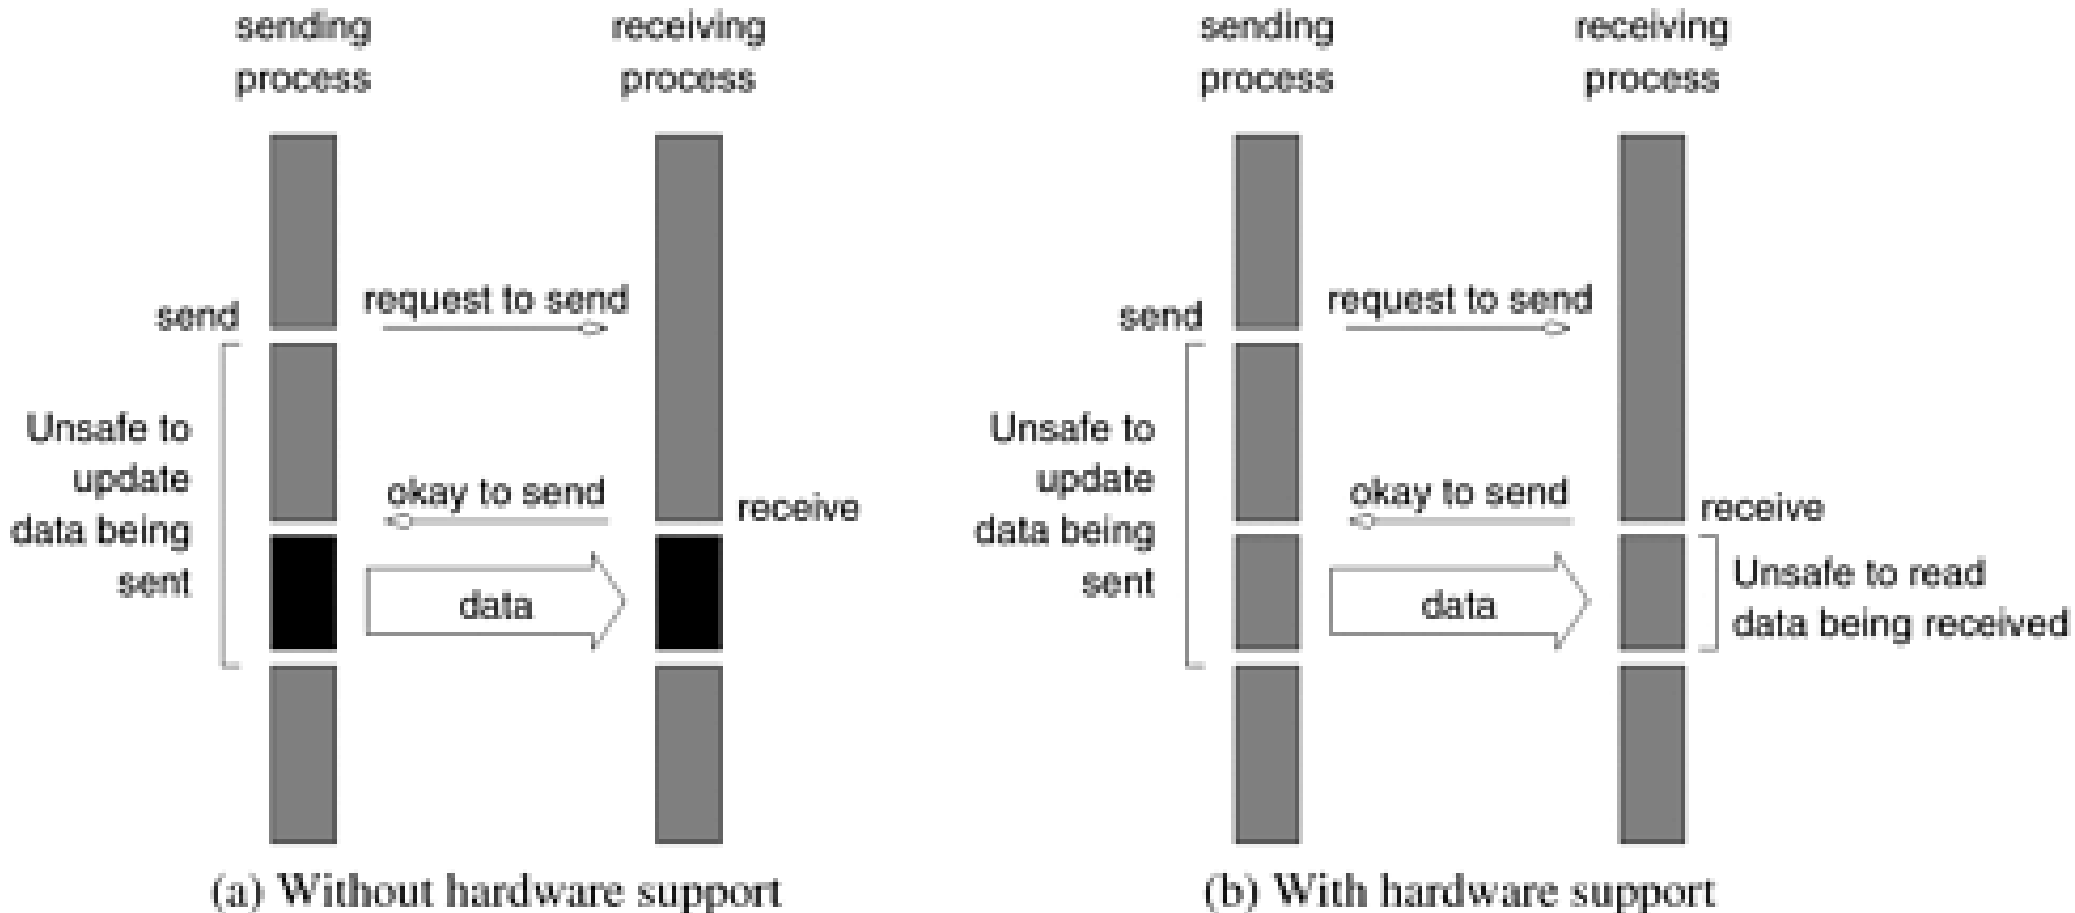 sending
process
receiving
process
send
request to send
Unsafe to
update
data being
sent
okay to send
receive
data
(a) Without hardware support
sending
process
receiving
process
send
request to send
Unsafe to
update
data being
sent
okay to send
receive
data
Unsafe to read
data being received
(b) With hardware support